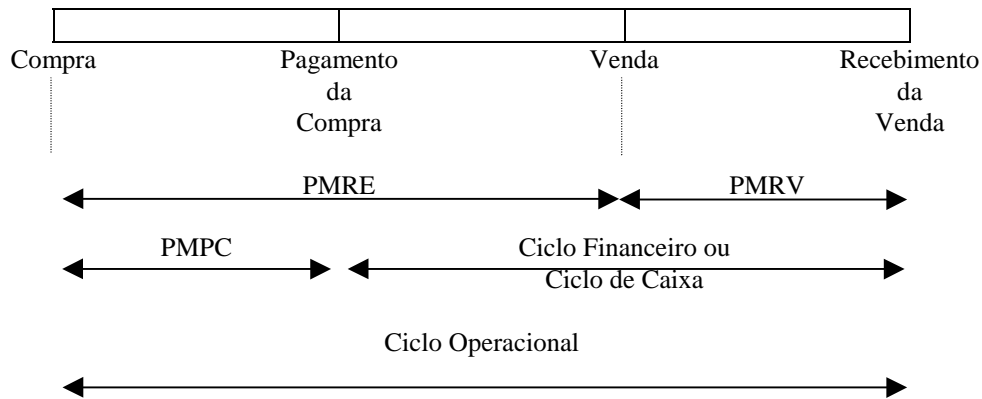 Compra
Pagamento
da
Compra
Venda
Recebimento
da
Venda
PMRE
PMRV
PMPC
Ciclo Financeiro ou
Ciclo de Caixa
Ciclo Operacional